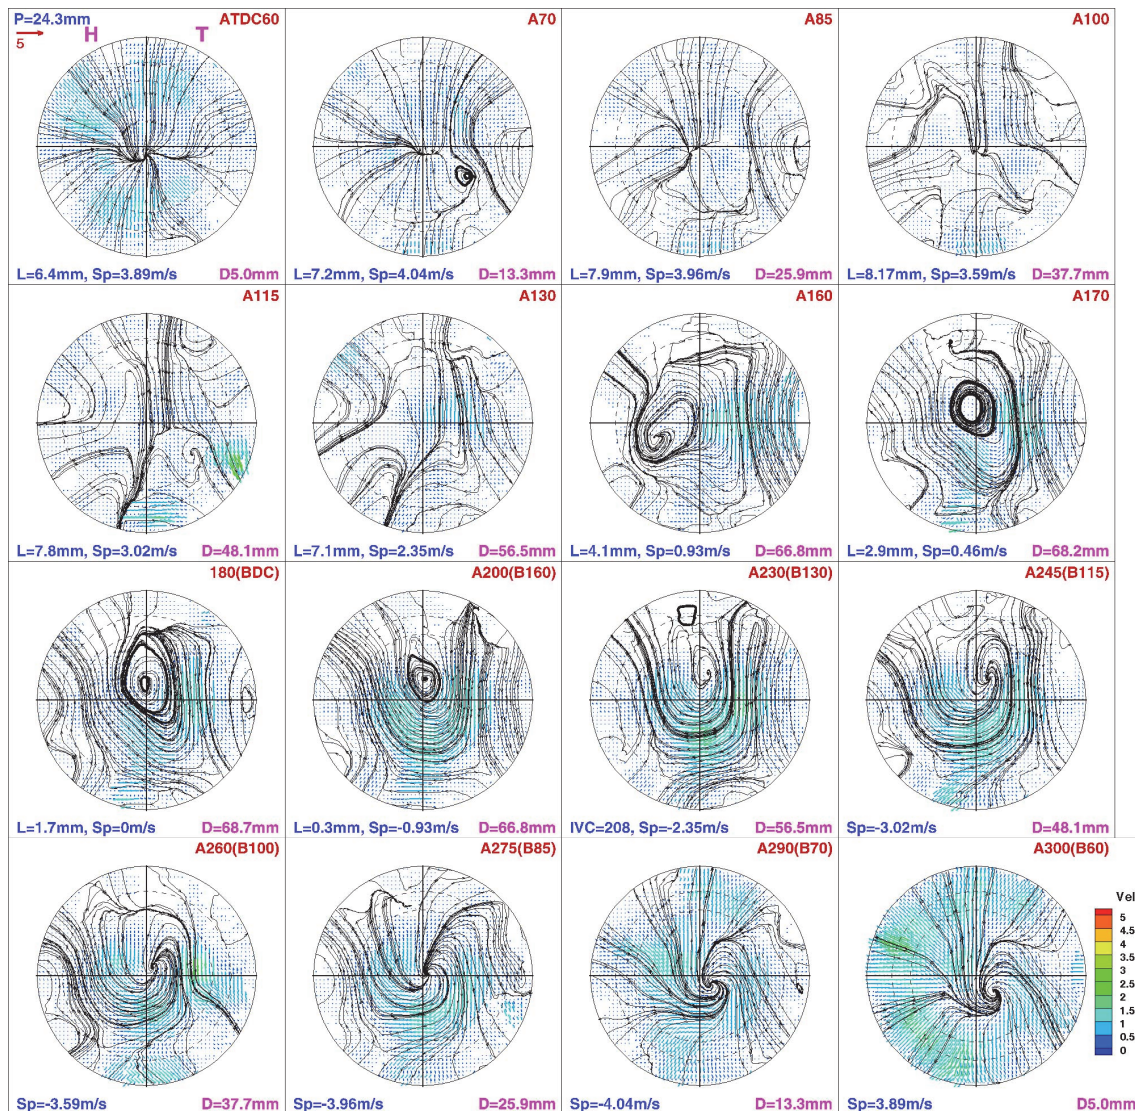 P=24.3mm ATDC60
5 H T
L=6.4mm, Sp=3.89m/s D5.0mm
A70
L=7.2mm, Sp=4.04m/s D=13.3mm
A85
L=7.9mm, Sp=3.96m/s D=25.9mm
A100
L=8.17mm, Sp=3.59m/s D=37.7mm
A115
L=7.8mm, Sp=3.02m/s D=48.1mm
A130
L=7.1mm, Sp=2.35m/s D=56.5mm
A160
L=4.1mm, Sp=0.93m/s D=66.8mm
A170
L=2.9mm, Sp=0.46m/s D=68.2mm
180(BDC)
L=1.7mm, Sp=0m/s D=68.7mm
A200(B160)
L=0.3mm, Sp=-0.93m/s D=66.8mm
A230(B130)
IVC=208, Sp=-2.35m/s D=56.5mm
A245(B115)
Sp=-3.02m/s D=48.1mm
A260(B100)
Sp=-3.59m/s D=37.7mm
A275(B85)
Sp=-3.96m/s D=25.9mm
A290(B70)
Sp=-4.04m/s D=13.3mm
A300(B60)
Vel
5
4.5
4
3.5
3
2.5
2
1.5
1
0.5
0
Sp=3.89m/s D5.0mm